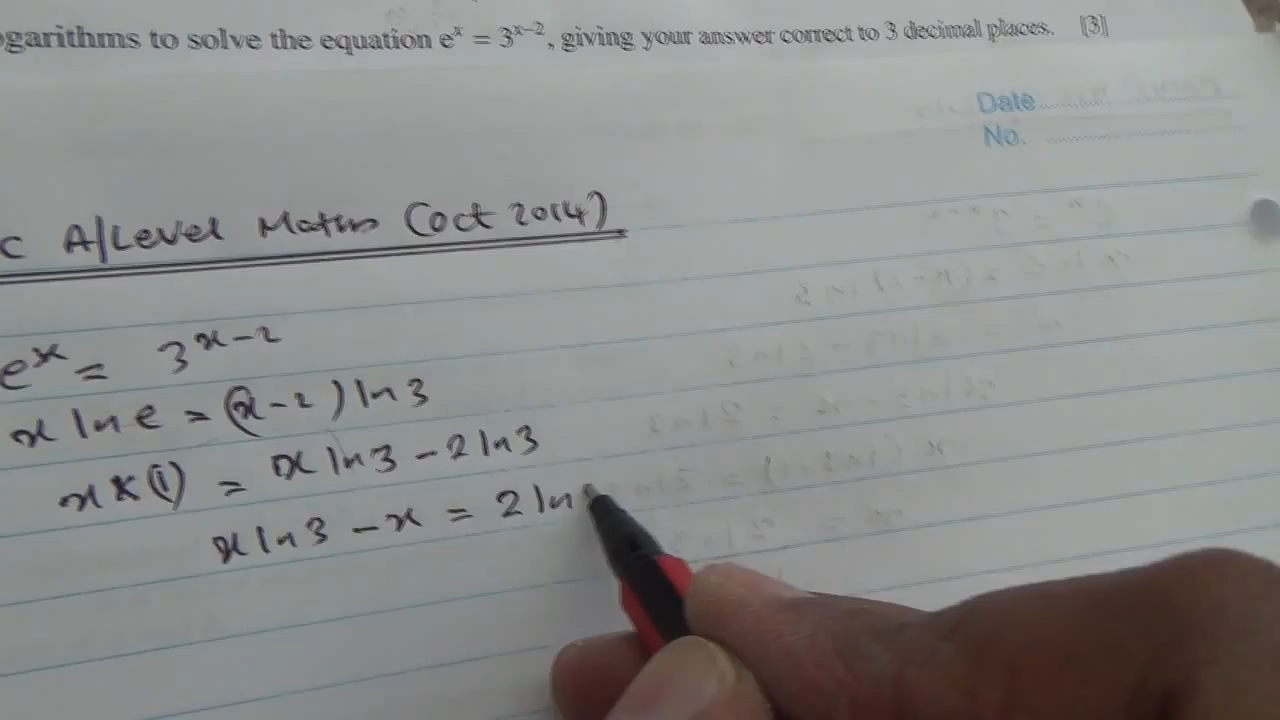 ogarithms to solve the equation eˣ = 3ˣ⁻², giving your answer correct to 3 decimal places. [3]
Date
No.
C A/Level Maths (Oct 2014)
eˣ = 3ˣ⁻²
x ln e = (x-2) ln 3
x × (1) = x ln 3 - 2 ln 3
x ln 3 - x = 2 ln